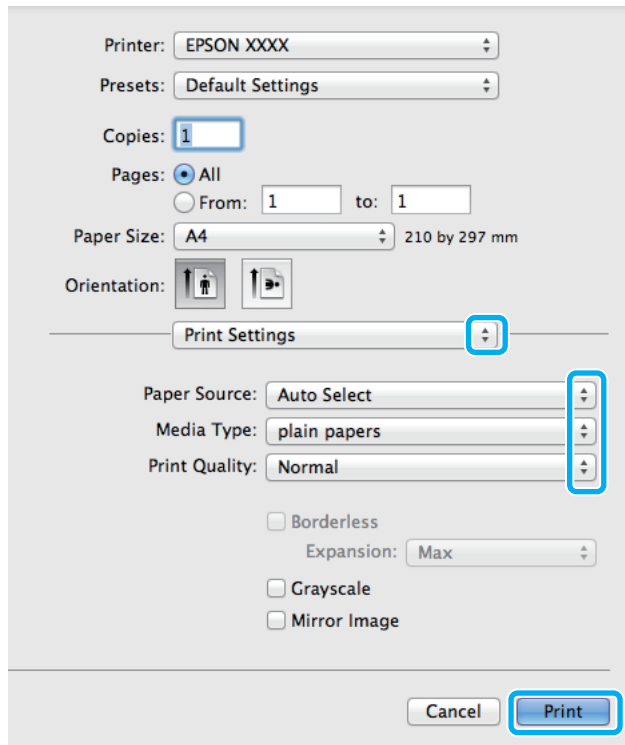 Printer: EPSON XXXX
Presets: Default Settings
Copies: 1
Pages: All
From: 1 to: 1
Paper Size: A4 210 by 297 mm
Orientation:
Print Settings
Paper Source: Auto Select
Media Type: plain papers
Print Quality: Normal
Borderless
Expansion: Max
Grayscale
Mirror Image
Cancel Print